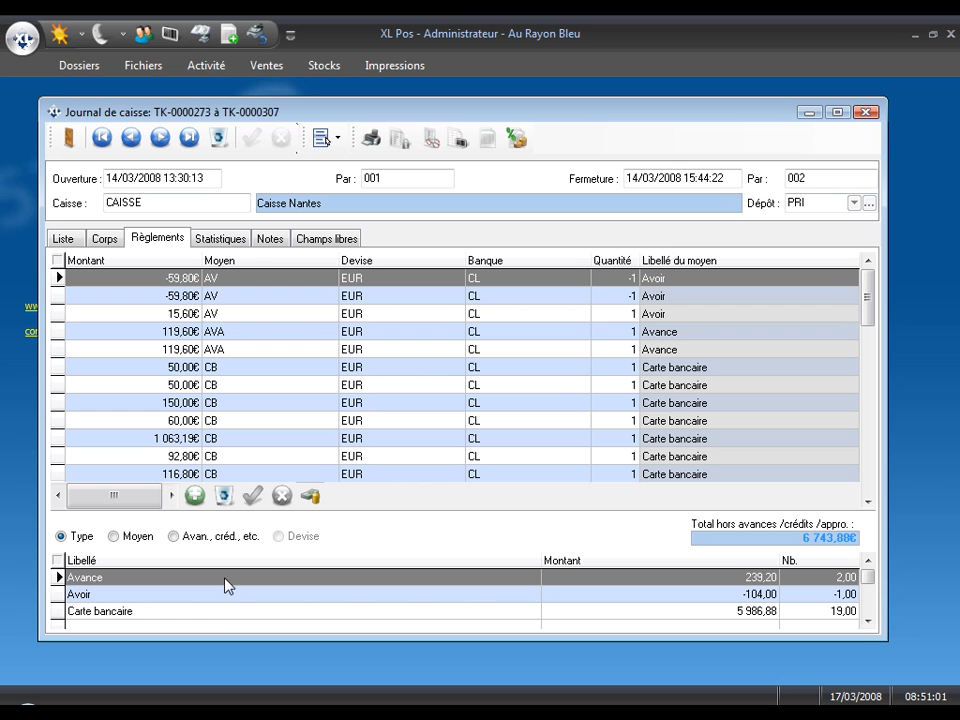 XL Pos - Administrateur - Au Rayon Bleu
Dossiers Fichiers Activité Ventes Stocks Impressions
Journal de caisse: TK-0000273 à TK-0000307
Ouverture : 14/03/2008 13:30:13 Par : 001 Fermeture : 14/03/2008 15:44:22 Par : 002
Caisse : CAISSE Caisse Nantes Dépôt : PRI
Liste Corps Règlements Statistiques Notes Champs libres
Montant Moyen Devise Banque Quantité Libellé du moyen
-59,80€ AV EUR CL -1 Avoir
-59,80€ AV EUR CL -1 Avoir
15,60€ AV EUR CL 1 Avoir
119,60€ AVA EUR CL 1 Avance
119,60€ AVA EUR CL 1 Avance
50,00€ CB EUR CL 1 Carte bancaire
50,00€ CB EUR CL 1 Carte bancaire
150,00€ CB EUR CL 1 Carte bancaire
60,00€ CB EUR CL 1 Carte bancaire
1 063,19€ CB EUR CL 1 Carte bancaire
92,80€ CB EUR CL 1 Carte bancaire
116,80€ CB EUR CL 1 Carte bancaire
Total hors avances /crédits /appro. :
Type Moyen Avan., créd., etc. Devise 6 743,88€
Libellé Montant Nb.
Avance 239,20 2,00
Avoir -104,00 -1,00
Carte bancaire 5 986,88 19,00
17/03/2008 08:51:01